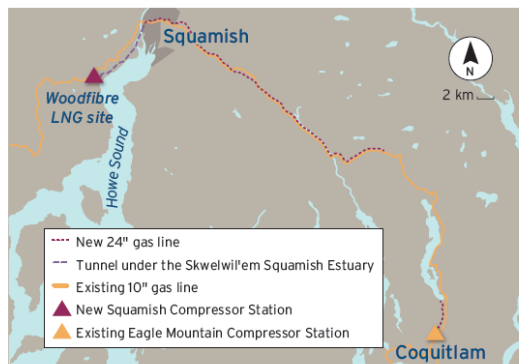 Squamish
N
2 km
Woodfibre
LNG site
Howe Sound
New 24" gas line
Tunnel under the Skwelwil'em Squamish Estuary
Existing 10" gas line
New Squamish Compressor Station
Existing Eagle Mountain Compressor Station
Coquitlam